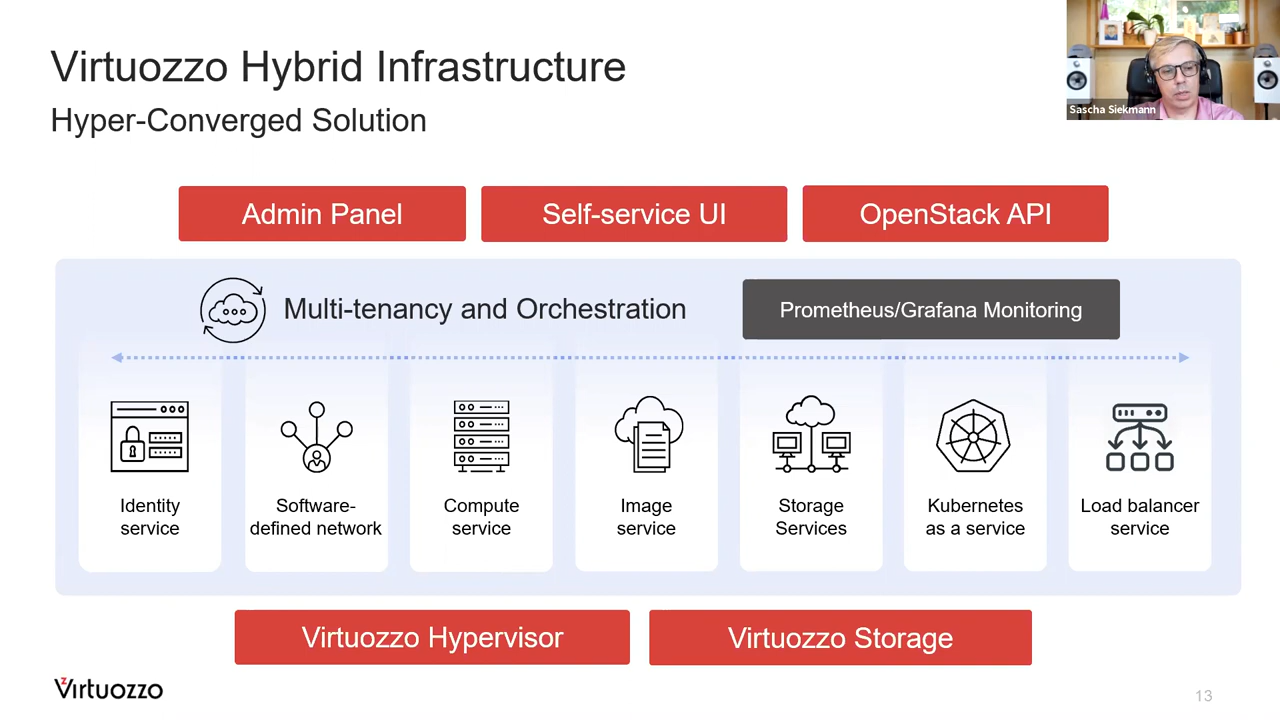 Virtuozzo Hybrid Infrastructure
Hyper-Converged Solution
Sascha Siekmann
Admin Panel
Self-service UI
OpenStack API
Multi-tenancy and Orchestration
Prometheus/Grafana Monitoring
Identity
service
Software-
defined network
Compute
service
Image
service
Storage
Services
Kubernetes
as a service
Load balancer
service
Virtuozzo Hypervisor
Virtuozzo Storage
Virtuozzo
13